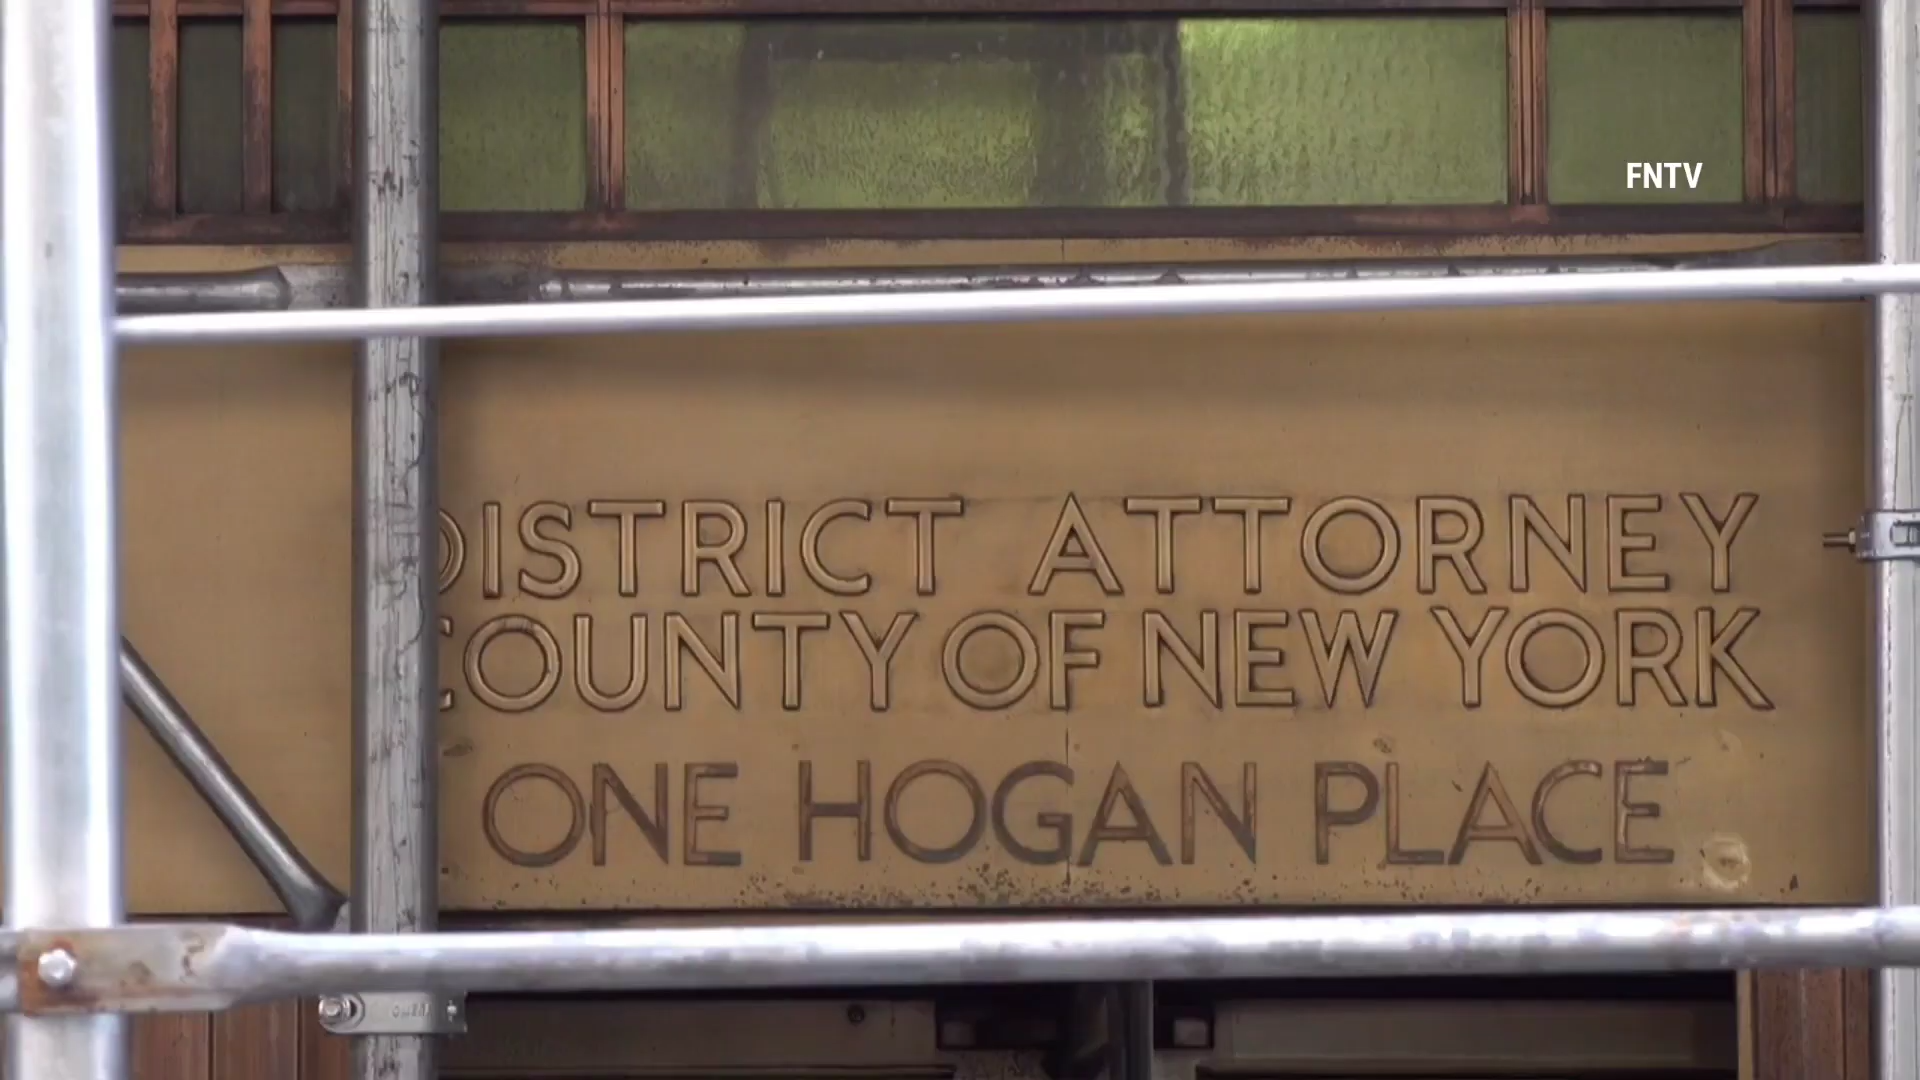 FNTV
DISTRICT ATTORNEY
COUNTY OF NEW YORK
ONE HOGAN PLACE